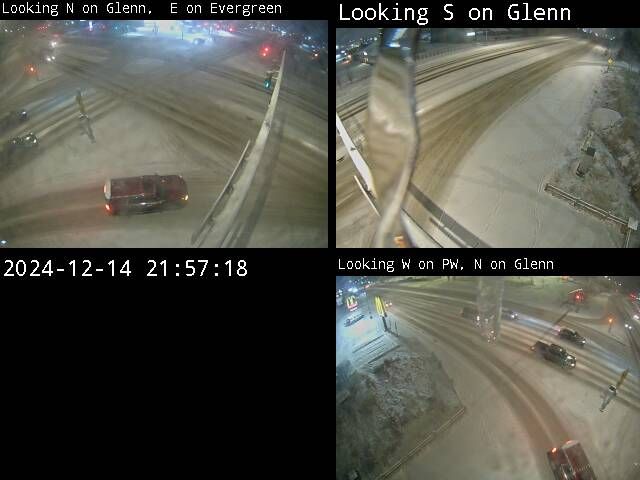 Looking N on Glenn,  E on Evergreen
Looking S on Glenn
2024-12-14 21:57:18
Looking W on PW, N on Glenn